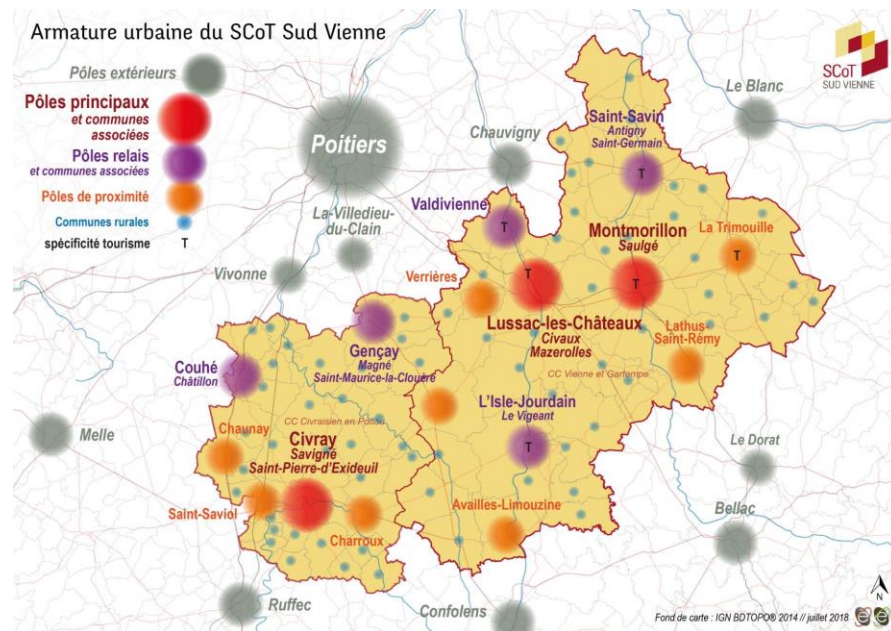 Armature urbaine du SCoT Sud Vienne
SCoT
SUD VIENNE
Pôles extérieurs
Pôles principaux
et communes
associées
Pôles relais
et communes associées
Pôles de proximité
Communes rurales
spécificité tourisme
T
Poitiers
Chauvigny
Le Blanc
Saint-Savin
Antigny
Saint-Germain
T
La-Villedieu-
du-Clain
Valdivienne
T
Montmorillon
Saulgé
T
La Trimouille
T
Vivonne
Verrières
T
Lussac-les-Châteaux
Civaux
Mazerolles
Lathus-
Saint-Rémy
CC Vienne et Gartempe
Gençay
Magné
Saint-Maurice-la-Clouère
Couhé
Châtillon
L'Isle-Jourdain
Le Vigeant
T
CC Civraisien en Poitou
Melle
Chaunay
Civray
Savigné
Saint-Pierre-d'Exideuil
Le Dorat
Saint-Saviol
Charroux
Availles-Limouzine
Bellac
Ruffec
Confolens
N
Fond de carte : IGN BDTOPO® 2014 // juillet 2018